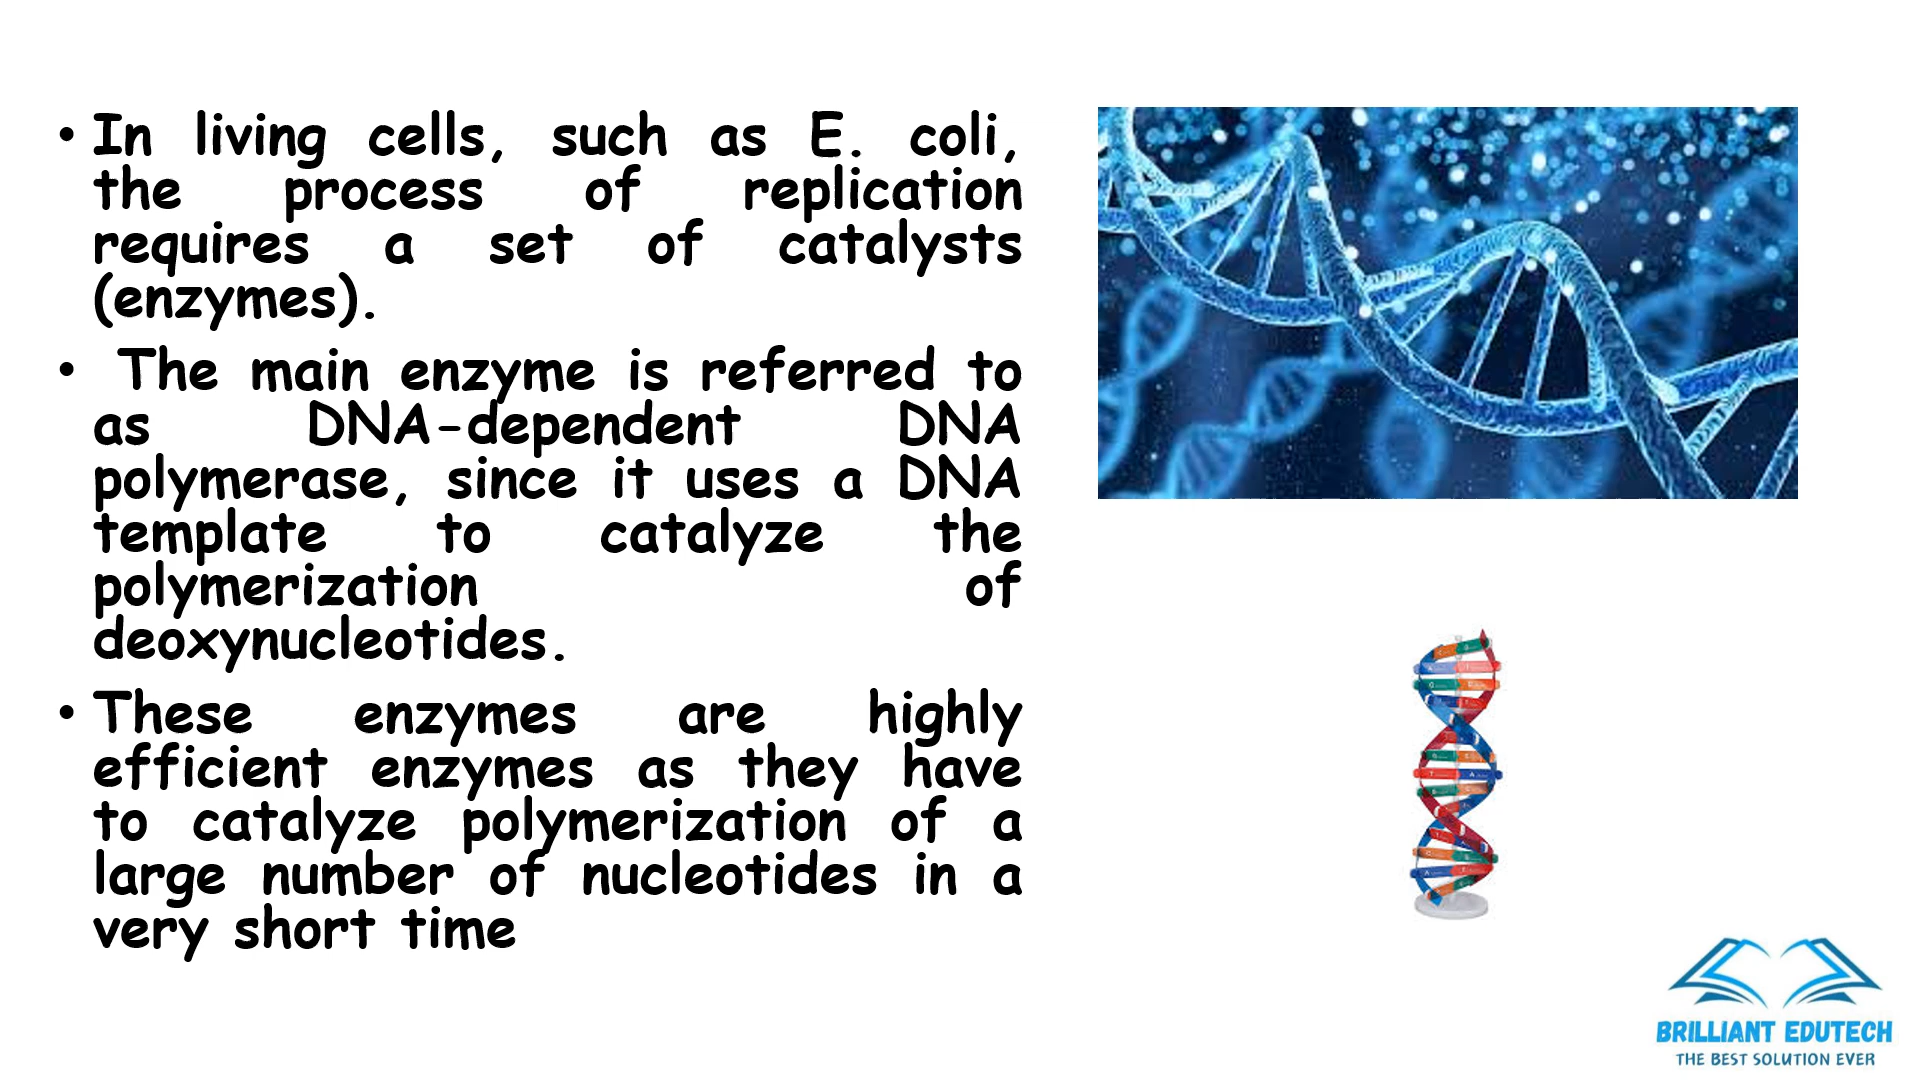 • In living cells, such as E. coli,
the process of replication
requires a set of catalysts
(enzymes).
• The main enzyme is referred to
as DNA-dependent DNA
polymerase, since it uses a DNA
template to catalyze the
polymerization of
deoxynucleotides.
• These enzymes are highly
efficient enzymes as they have
to catalyze polymerization of a
large number of nucleotides in a
very short time
BRILLIANT EDUTECH
THE BEST SOLUTION EVER